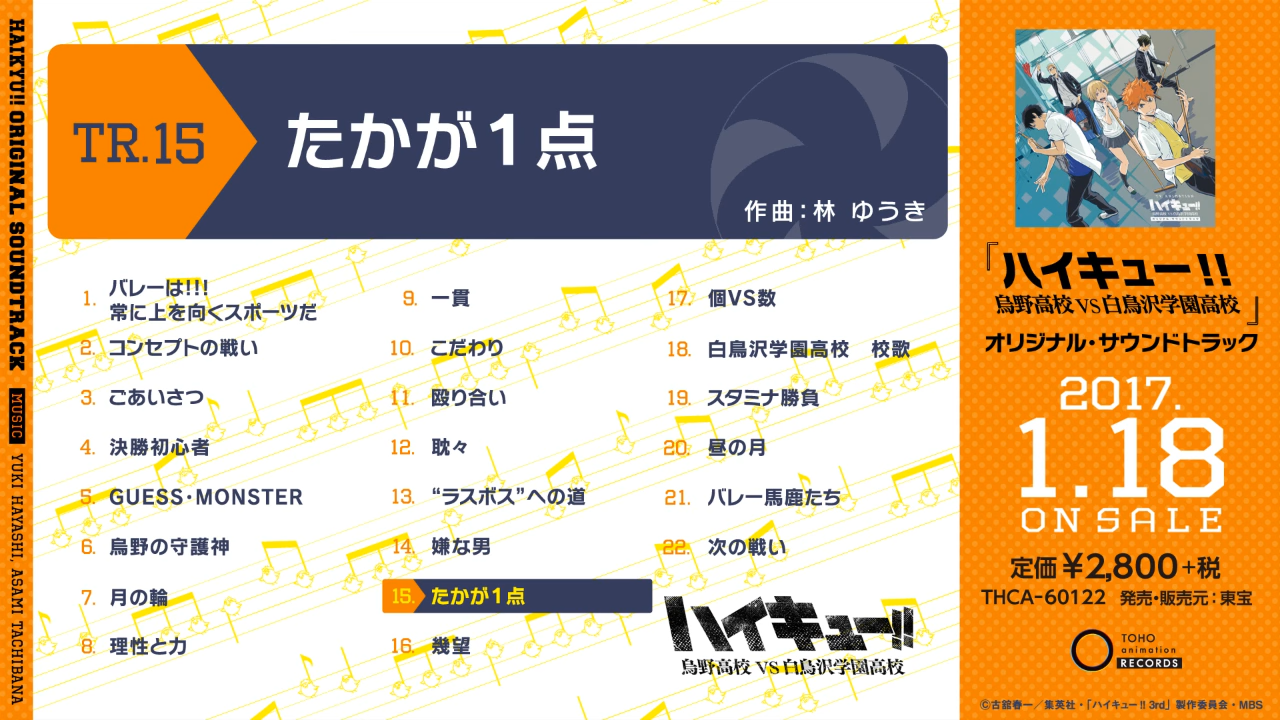 HAIKYU!! ORIGINAL SOUNDTRACK MUSIC YUKI HAYASHI, ASAMI TACHIBANA
TR.15
たかが1点
作曲:林 ゆうき
1. バレーは!!!
常に上を向くスポーツだ
2. コンセプトの戦い
3. ごあいさつ
4. 決勝初心者
5. GUESS・MONSTER
6. 烏野の守護神
7. 月の輪
8. 理性と力
9. 一貫
10. こだわり
11. 殴り合い
12. 耽々
13. “ラスボス”への道
14. 嫌な男
15. たかが1点
16. 幾望
17. 個VS数
18. 白鳥沢学園高校 校歌
19. スタミナ勝負
20. 昼の月
21. バレー馬鹿たち
22. 次の戦い
ハイキュー!!
烏野高校 VS 白鳥沢学園高校
ハイキュー!!
『ハイキュー!!
烏野高校 VS 白鳥沢学園高校』
オリジナル・サウンドトラック
2017.
1.18
ON SALE
定価¥2,800+税
THCA-60122 発売・販売元:東宝
TOHO
animation
RECORDS
©古舘春一/集英社・「ハイキュー!! 3rd」製作委員会・MBS